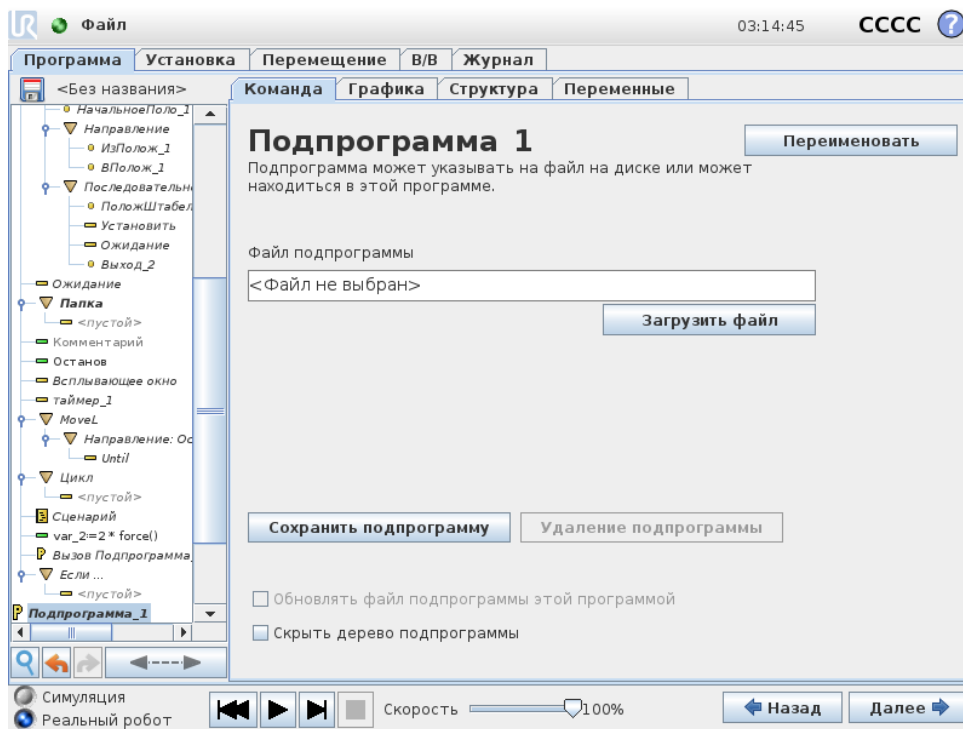 UR Файл 03:14:45 CCCC ?
Программа Установка Перемещение В/В Журнал
<Без названия>
Команда Графика Структура Переменные
НачальноеПоло_1
Направление
ИзПолож_1
ВПолож_1
Последовательн
ПоложШтабел
Установить
Ожидание
Выход_2
Ожидание
Папка
<пустой>
Комментарий
Останов
Всплывающее окно
таймер_1
MoveL
Направление: Ос
Until
Цикл
<пустой>
Сценарий
var_2:=2 * force()
Вызов Подпрограмма_
Если ...
<пустой>
Подпрограмма_1
Подпрограмма 1
Переименовать
Подпрограмма может указывать на файл на диске или может
находиться в этой программе.
Файл подпрограммы
<Файл не выбран>
Загрузить файл
Сохранить подпрограмму Удаление подпрограммы
Обновлять файл подпрограммы этой программой
Скрыть дерево подпрограммы
Симуляция
Реальный робот
Скорость 100%
Назад Далее